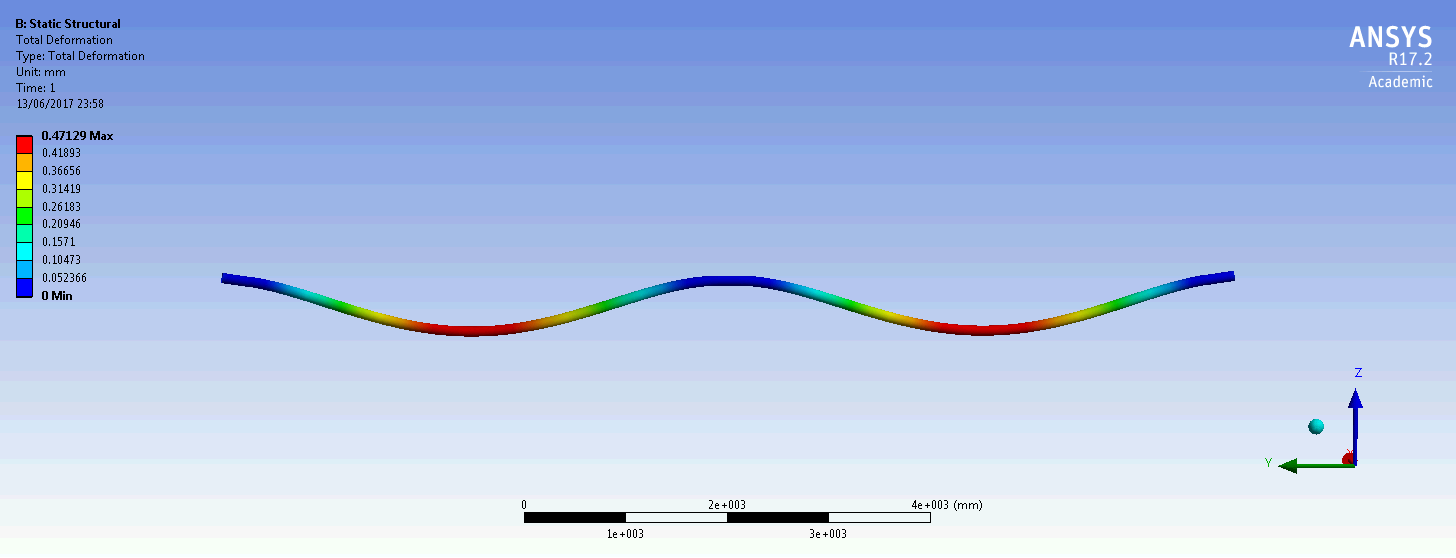 B: Static Structural
Total Deformation
Type: Total Deformation
Unit: mm
Time: 1
13/06/2017 23:58
ANSYS
R17.2
Academic
0.47129 Max
0.41893
0.36656
0.31419
0.26183
0.20946
0.1571
0.10473
0.052366
0 Min
Z
Y
0 2e+003 4e+003 (mm)
1e+003 3e+003